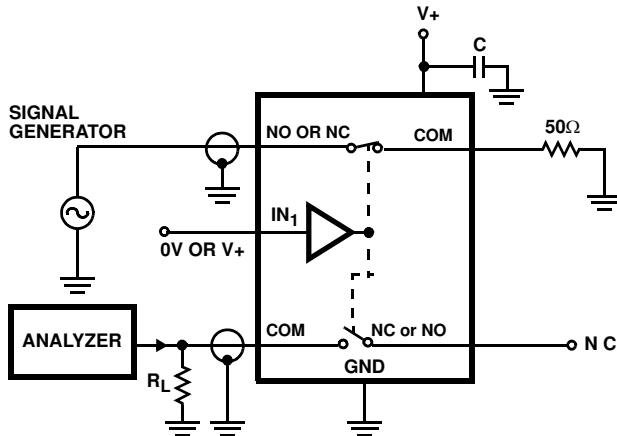 V+
C
SIGNAL
GENERATOR
NO OR NC
COM
50Ω
IN1
0V OR V+
ANALYZER
COM
NC or NO
N C
RL
GND